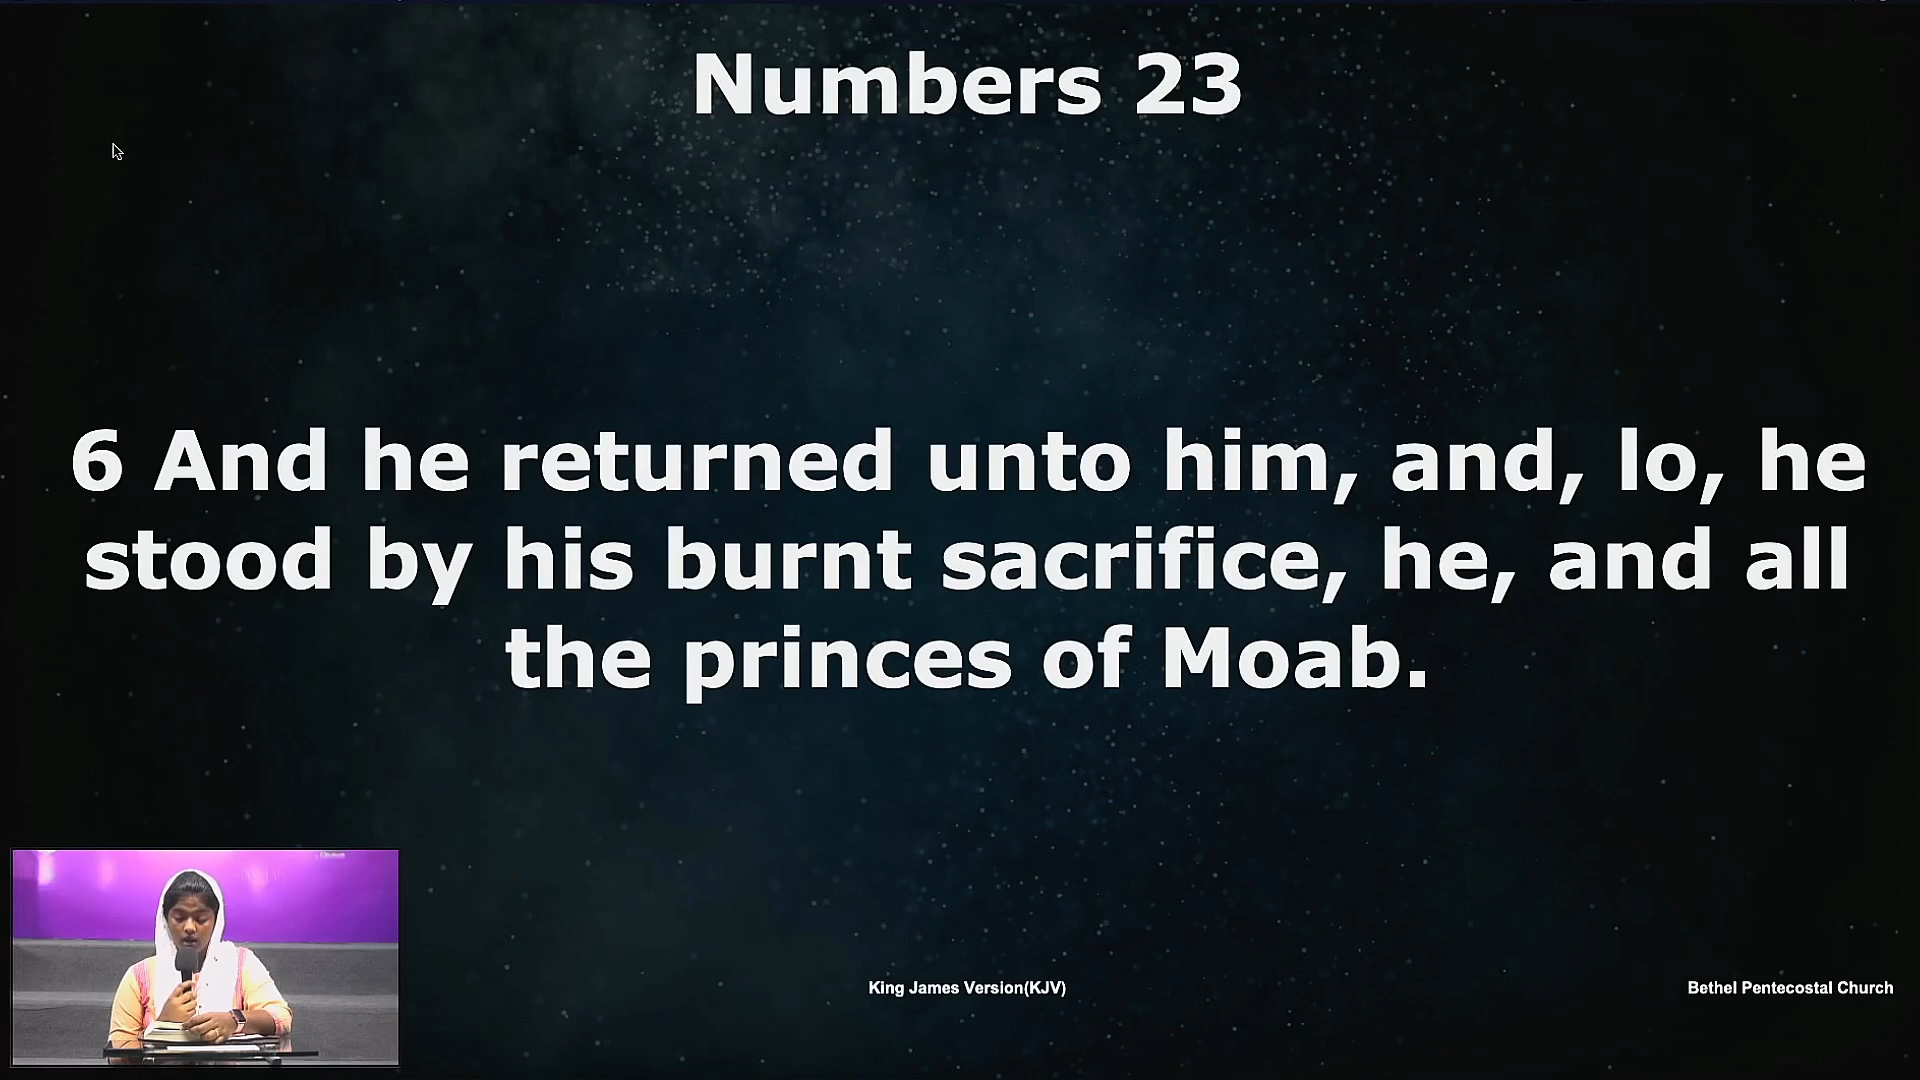 Numbers 23
6 And he returned unto him, and, lo, he
stood by his burnt sacrifice, he, and all
the princes of Moab.
King James Version(KJV)
Bethel Pentecostal Church